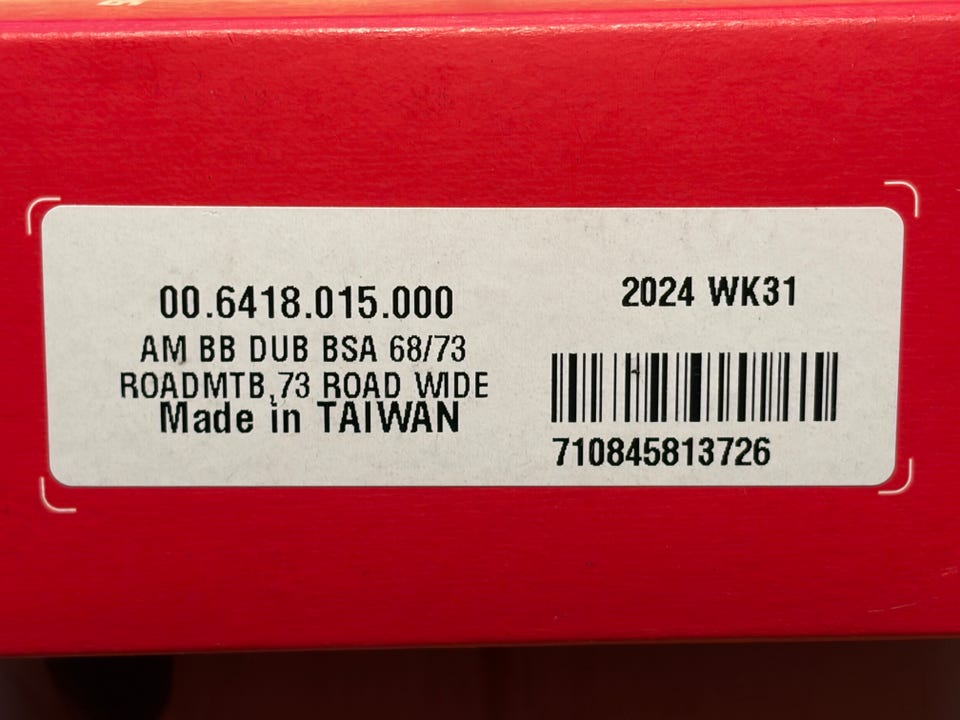 00.6418.015.000
AM BB DUB BSA 68/73
ROADMTB,73 ROAD WIDE
Made in TAIWAN
2024 WK31
710845813726